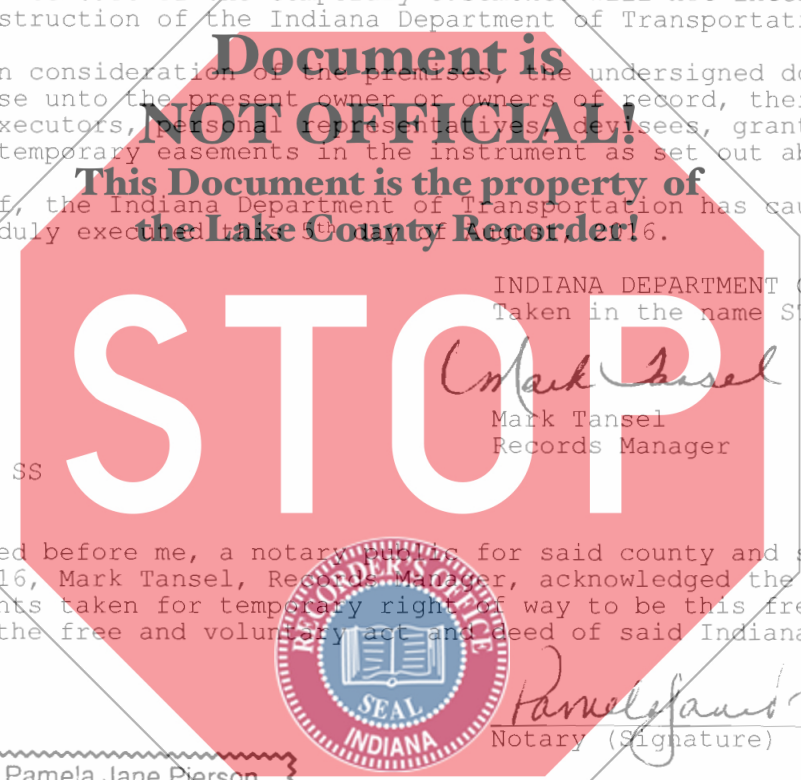 struction of the Indiana Department of Transportati
Document is
n consideration of the premises, the undersigned do
se unto the present owner or owners of record, thei
NOT OFFICIAL!
xecutors, personal representatives, devisees, grant
temporary easements in the instrument as set out ab
This Document is the property of
f, the Indiana Department of Transportation has cau
the Lake County Recorder!
duly executed this 5th day of August, 2016.
INDIANA DEPARTMENT
Taken in the name S
STOP
Mark Tansel
Mark Tansel
Records Manager
SS
ed before me, a notary public for said county and s
16, Mark Tansel, Records Manager, acknowledged the
nts taken for temporary right of way to be this fre
the free and voluntary act and deed of said Indiana
RECORDER'S OFFICE
SEAL
INDIANA
Notary (Signature)
Pamela Jane Pierson